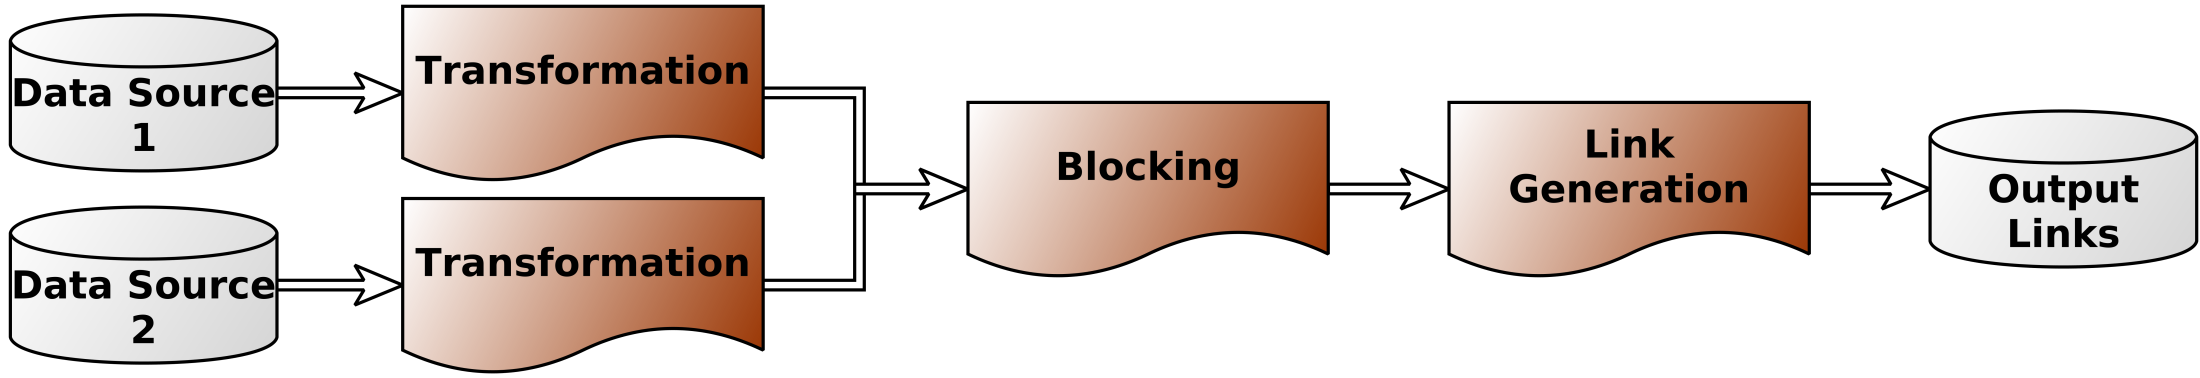 Data Source
1
Transformation
Data Source
2
Transformation
Blocking
Link
Generation
Output
Links